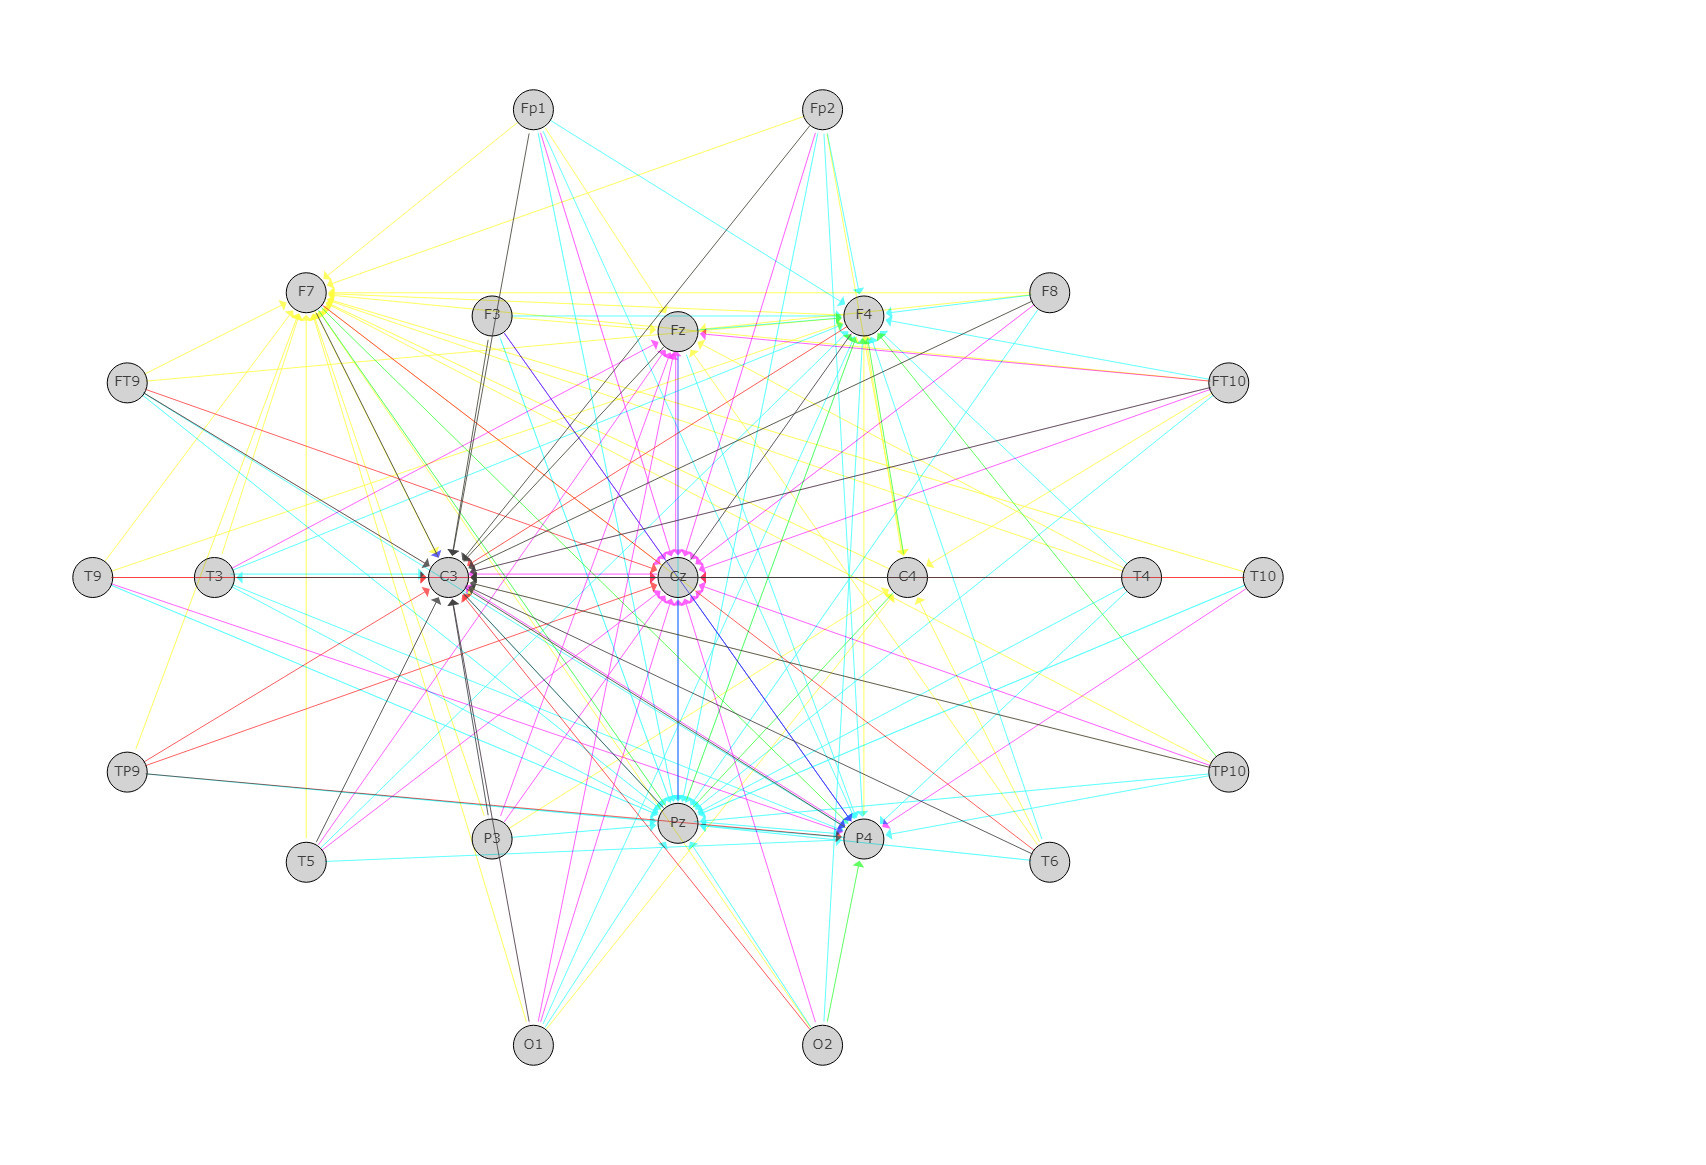 Fp1 Fp2
F7 F3 Fz F4 F8
FT9 FT10
T9 T3 C3 Cz C4 T4 T10
TP9 TP10
T5 P3 Pz P4 T6
O1 O2